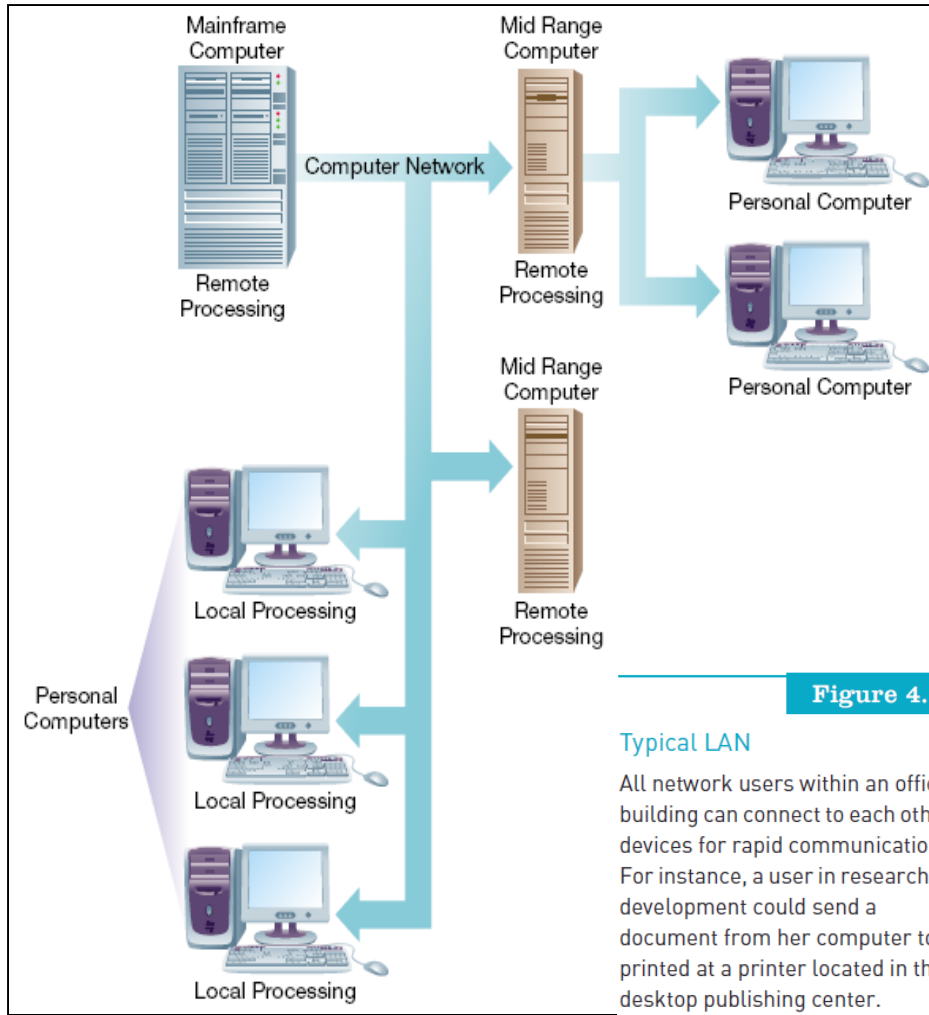 Mainframe
Computer
Mid Range
Computer
Computer Network
Personal Computer
Remote
Processing
Remote
Processing
Personal Computer
Mid Range
Computer
Local Processing
Remote
Processing
Personal
Computers
Local Processing
Local Processing
Figure 4.
Typical LAN
All network users within an offic
building can connect to each oth
devices for rapid communication
For instance, a user in research
development could send a
document from her computer to
printed at a printer located in th
desktop publishing center.